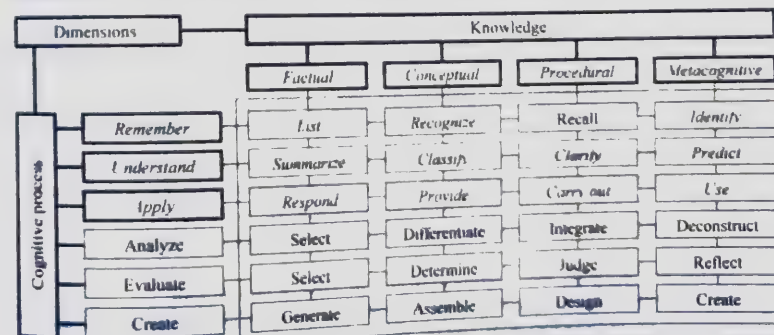 Dimensions Knowledge
Factual Conceptual Procedural Metacognitive
Cognitive process
Remember List Recognize Recall Identify
Understand Summarize Classify Clarify Predict
Apply Respond Provide Carry out Use
Analyze Select Differentiate Integrate Deconstruct
Evaluate Select Determine Judge Reflect
Create Generate Assemble Design Create